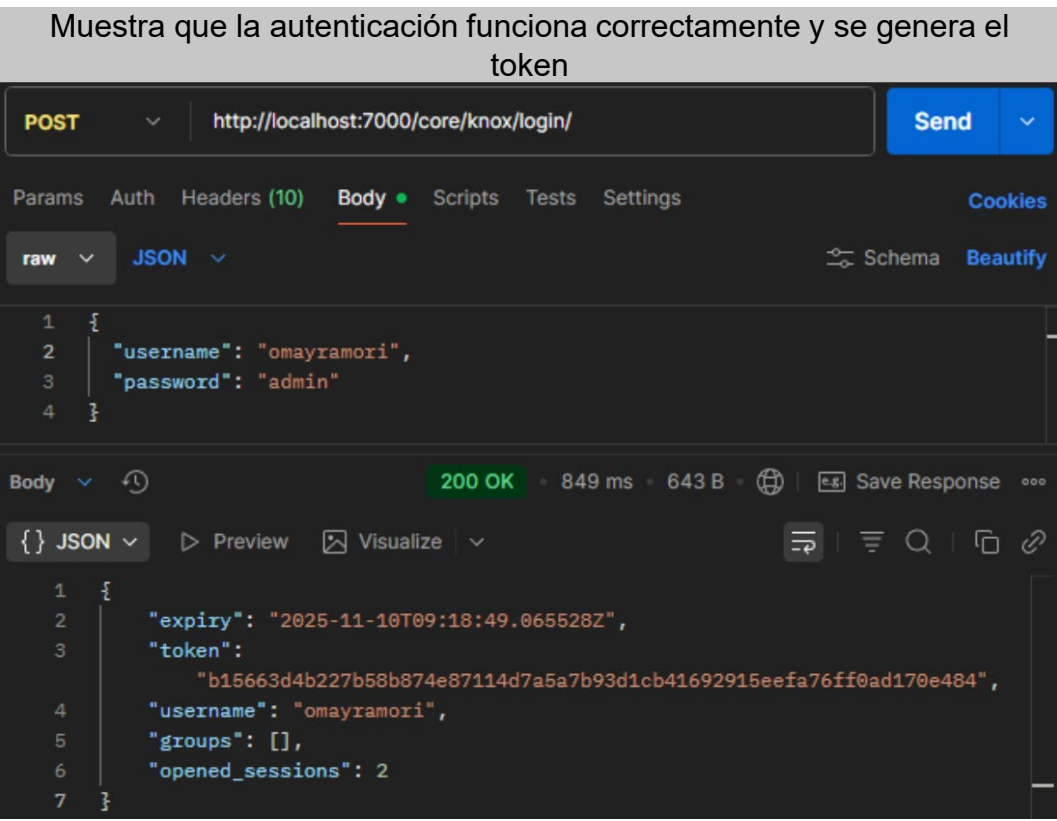 Muestra que la autenticación funciona correctamente y se genera el
token
POST http://localhost:7000/core/knox/login/ Send
Params Auth Headers (10) Body Scripts Tests Settings Cookies
raw JSON Schema Beautify
1 {
2 "username": "omayramori",
3 "password": "admin"
4 }
Body 200 OK 849 ms 643 B e.g. Save Response
{} JSON Preview Visualize
1 {
2 "expiry": "2025-11-10T09:18:49.065528Z",
3 "token":
"b15663d4b227b58b874e87114d7a5a7b93d1cb41692915eefa76ff0ad170e484",
4 "username": "omayramori",
5 "groups": [],
6 "opened_sessions": 2
7 }